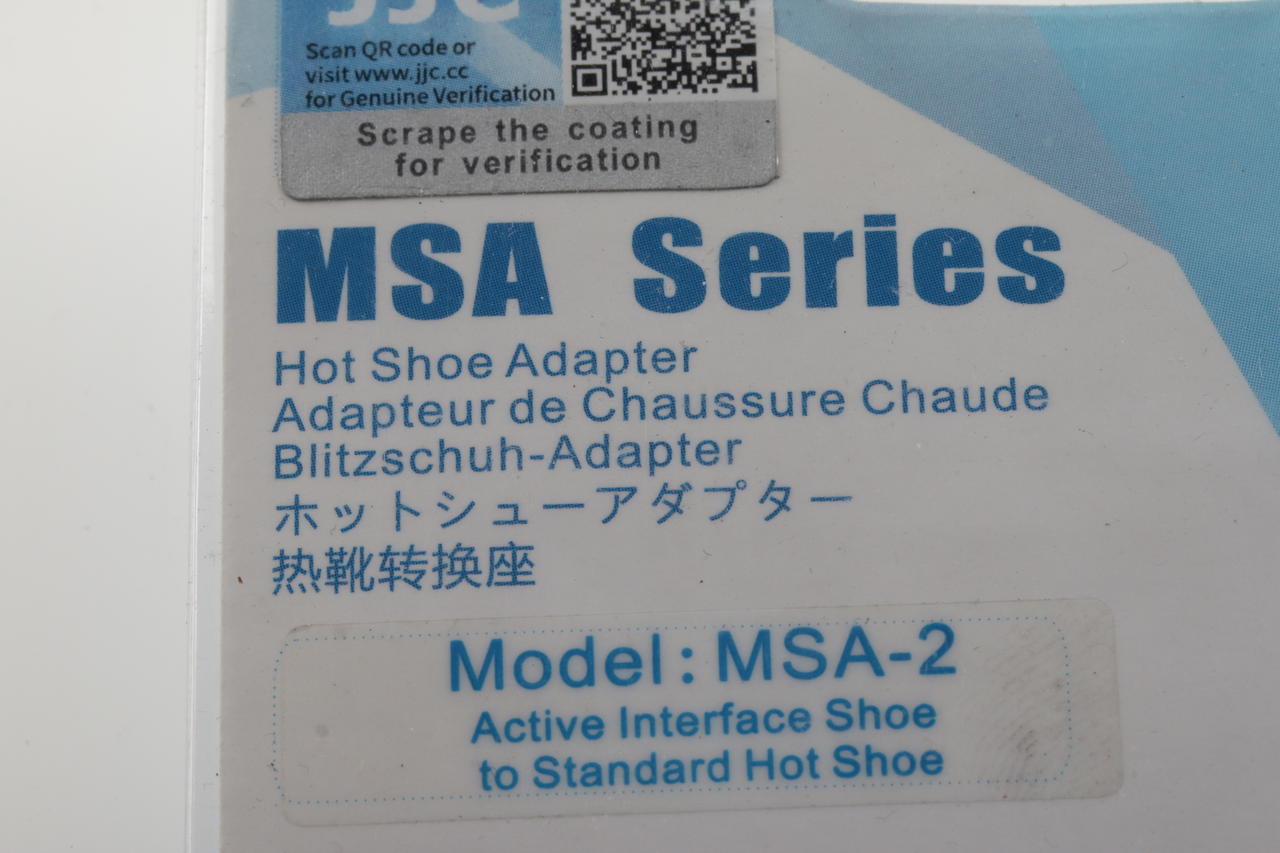 JJC
Scan QR code or
visit www.jjc.cc
for Genuine Verification
Scrape the coating
for verification
MSA Series
Hot Shoe Adapter
Adapteur de Chaussure Chaude
Blitzschuh-Adapter
ホットシューアダプター
热靴转换座
Model: MSA-2
Active Interface Shoe
to Standard Hot Shoe